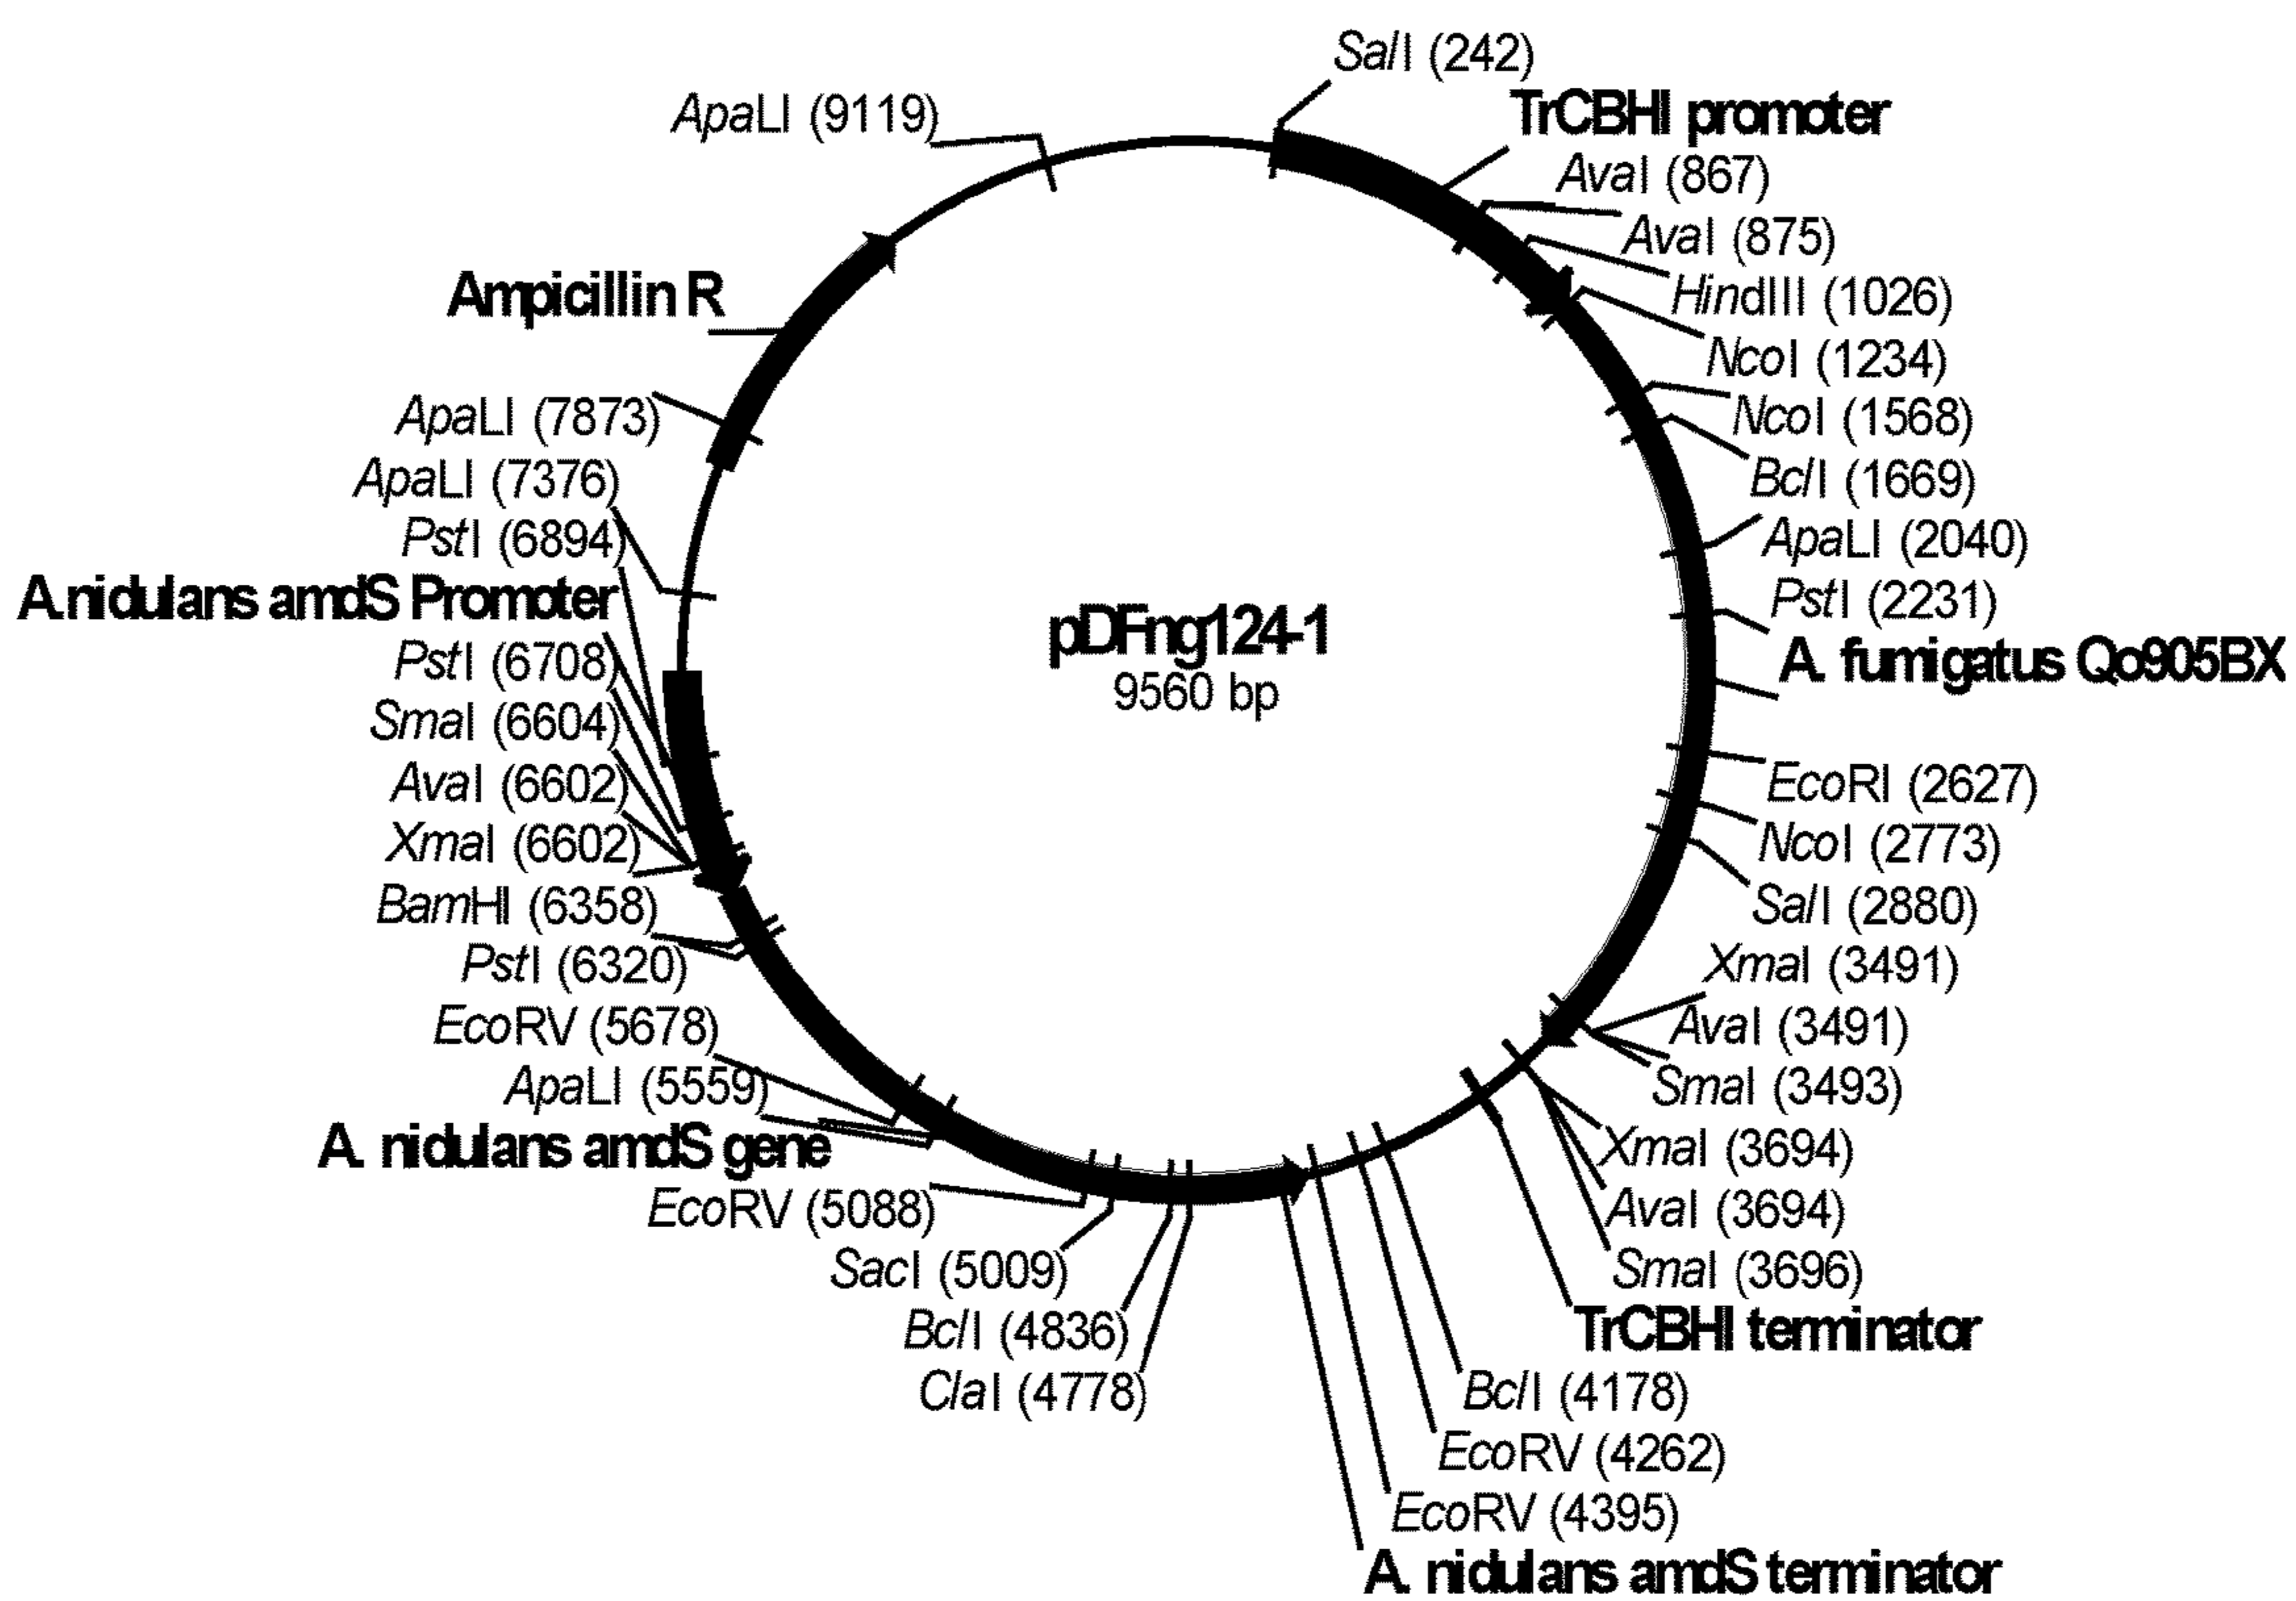 SalI (242)
TrCBHI promoter
AvaI (867)
AvaI (875)
HindIII (1026)
NcoI (1234)
NcoI (1568)
BclI (1669)
ApaLI (2040)
PstI (2231)
A. fumigatus Qo905BX
EcoRI (2627)
NcoI (2773)
SalI (2880)
XmaI (3491)
AvaI (3491)
SmaI (3493)
XmaI (3694)
AvaI (3694)
SmaI (3696)
TrCBHI terminator
BclI (4178)
EcoRV (4262)
EcoRV (4395)
A. nidulans amdS terminator
ClaI (4778)
BclI (4836)
SacI (5009)
EcoRV (5088)
A. nidulans amdS gene
ApaLI (5559)
EcoRV (5678)
PstI (6320)
BamHI (6358)
XmaI (6602)
AvaI (6602)
SmaI (6604)
PstI (6708)
A.nidulans amdS Promoter
PstI (6894)
ApaLI (7376)
ApaLI (7873)
Ampicillin R
ApaLI (9119)
pDFng124-1
9560 bp